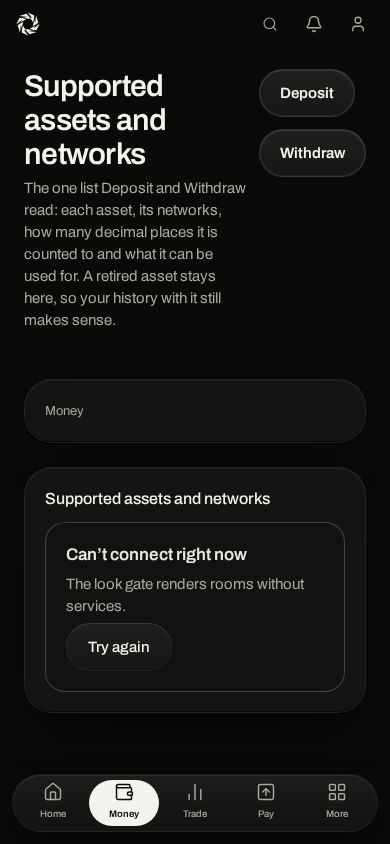 Supported
assets and
networks
Deposit
Withdraw
The one list Deposit and Withdraw
read: each asset, its networks,
how many decimal places it is
counted to and what it can be
used for. A retired asset stays
here, so your history with it still
makes sense.
Money
Supported assets and networks
Can’t connect right now
The look gate renders rooms without
services.
Try again
Home
Money
Trade
Pay
More